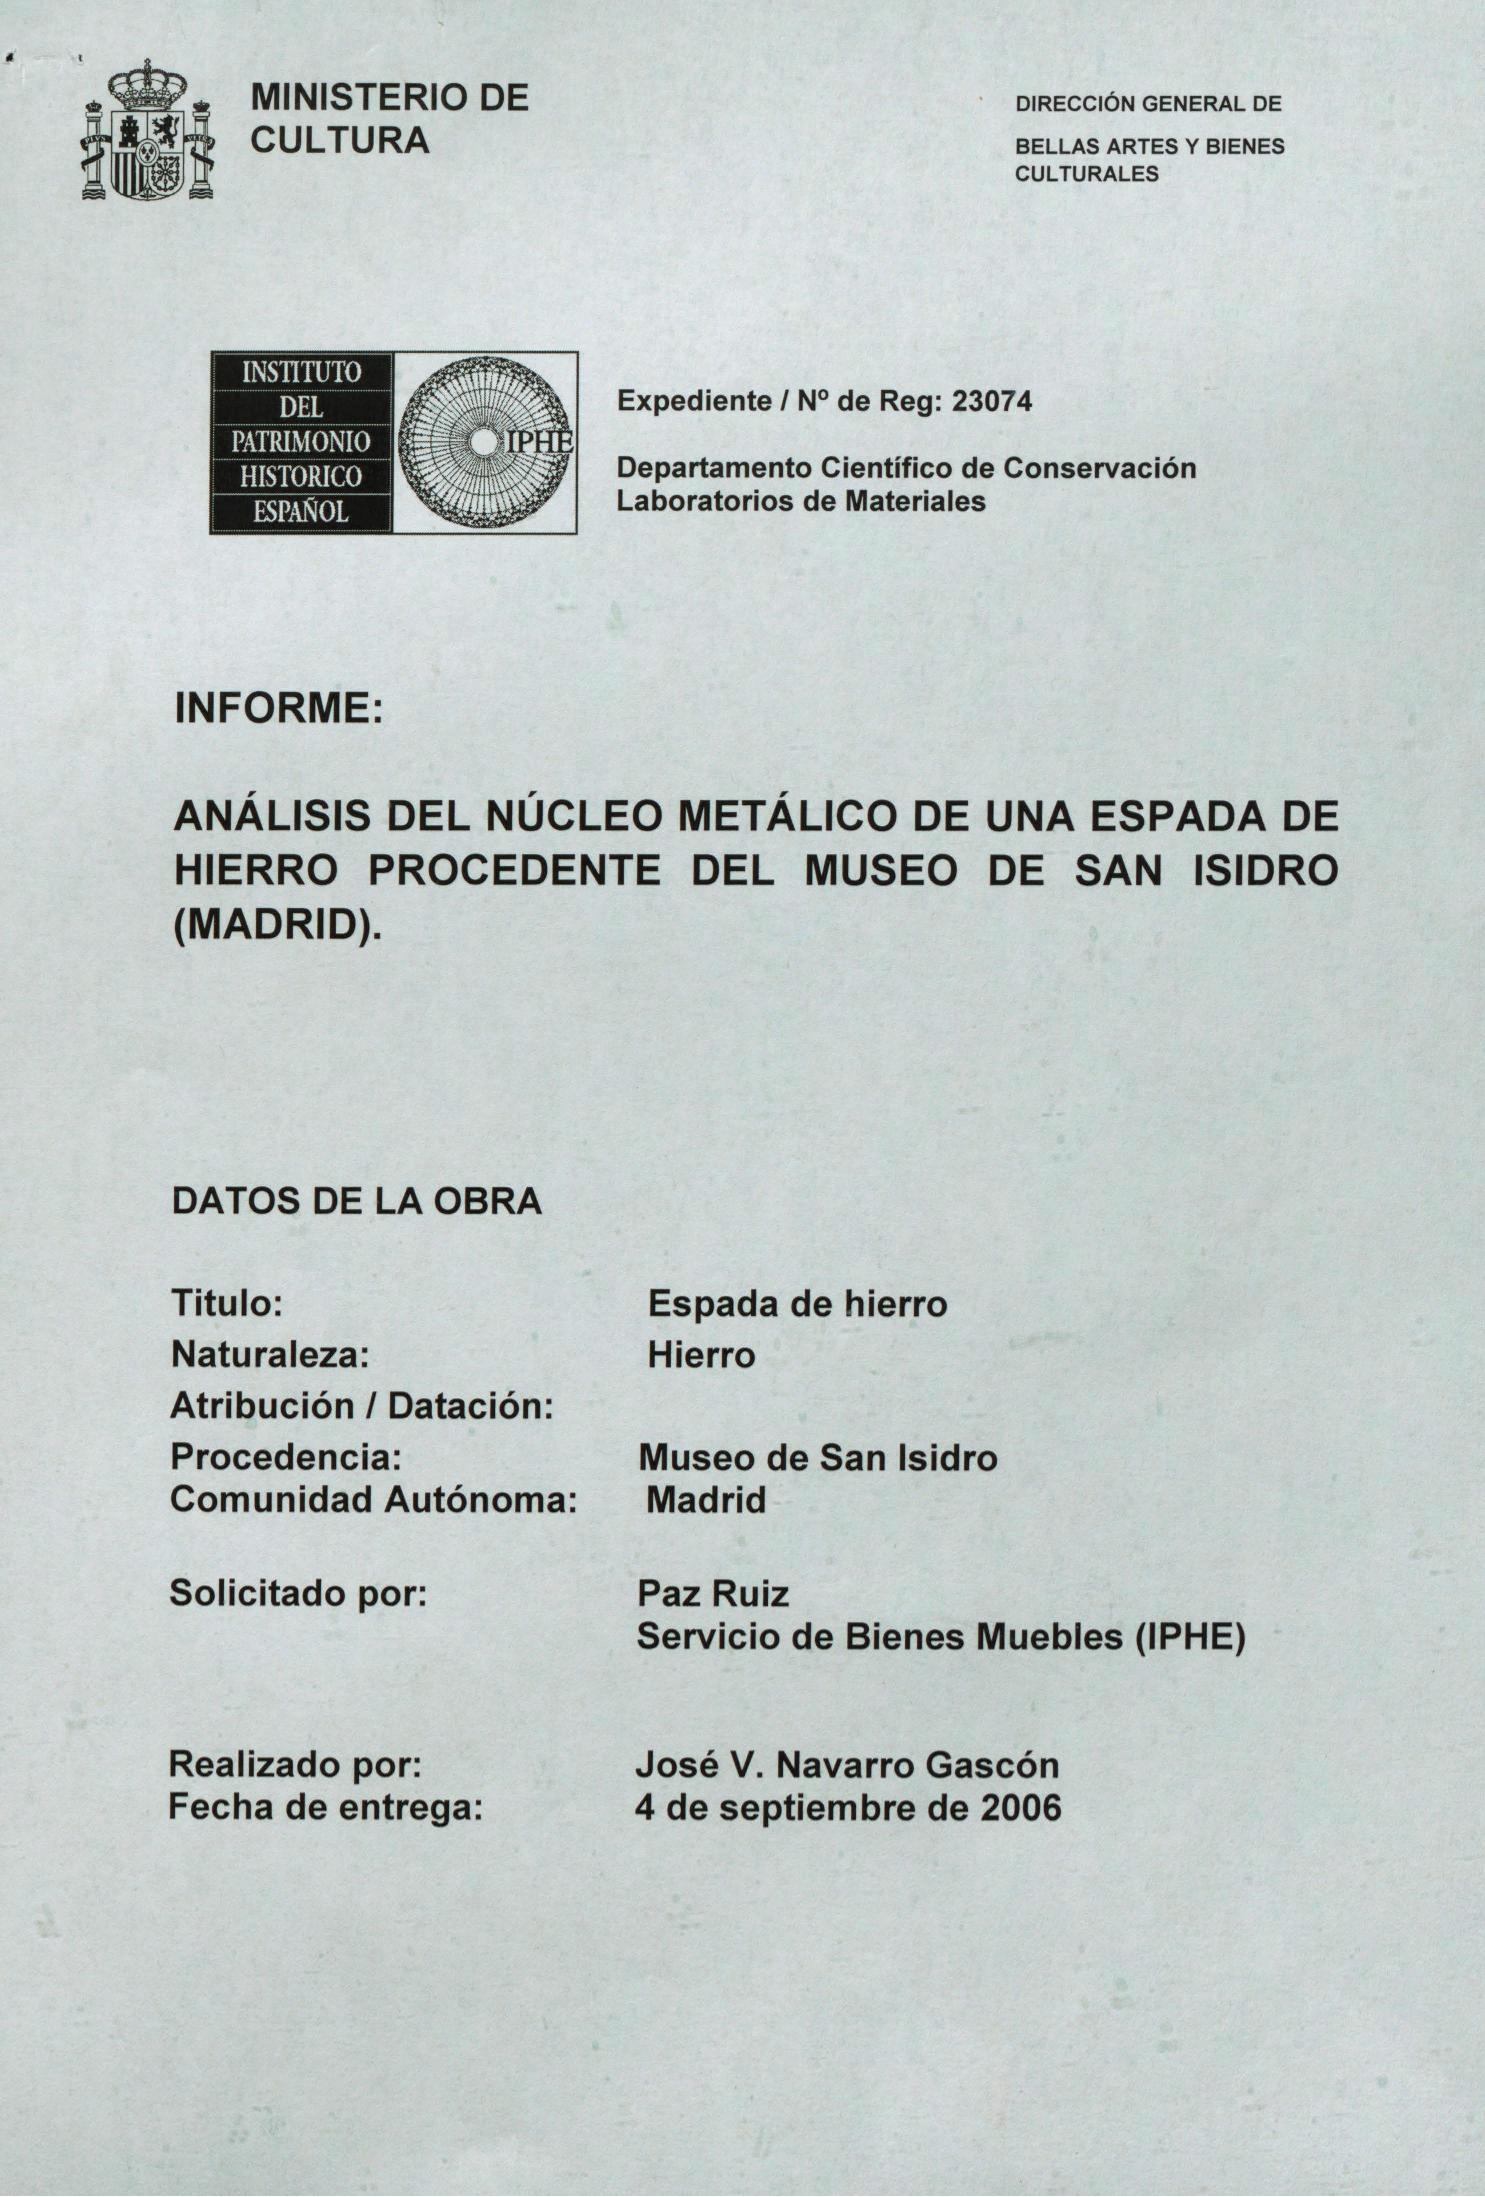 MINISTERIO DE
CULTURA
DIRECCIÓN GENERAL DE
BELLAS ARTES Y BIENES
CULTURALES
INSTITUTO
DEL
PATRIMONIO
HISTORICO
ESPAÑOL
IPHE
Expediente / Nº de Reg: 23074
Departamento Científico de Conservación
Laboratorios de Materiales
INFORME:
ANÁLISIS DEL NÚCLEO METÁLICO DE UNA ESPADA DE
HIERRO PROCEDENTE DEL MUSEO DE SAN ISIDRO
(MADRID).
DATOS DE LA OBRA
Titulo: Espada de hierro
Naturaleza: Hierro
Atribución / Datación:
Procedencia: Museo de San Isidro
Comunidad Autónoma: Madrid
Solicitado por: Paz Ruiz
Servicio de Bienes Muebles (IPHE)
Realizado por: José V. Navarro Gascón
Fecha de entrega: 4 de septiembre de 2006